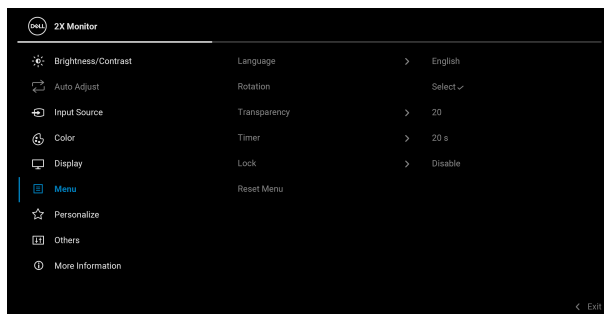 DELL 2X Monitor
Brightness/Contrast Language English
Auto Adjust Rotation Select
Input Source Transparency 20
Color Timer 20 s
Display Lock Disable
Menu Reset Menu
Personalize
Others
More Information
Exit